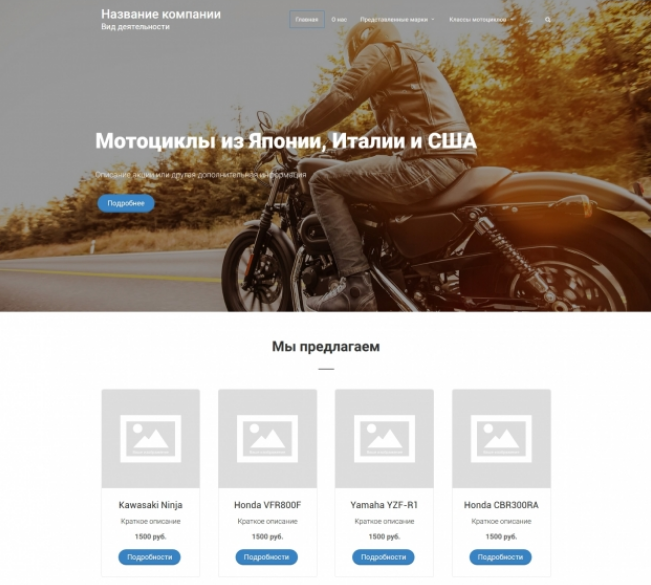 Название компании
Вид деятельности
Главная О нас Представленные марки Классы мотоциклов
Мотоциклы из Японии, Италии и США
Описание акции или другая дополнительная информация
Подробнее
Мы предлагаем
Kawasaki Ninja Honda VFR800F Yamaha YZF-R1 Honda CBR300RA
Краткое описание Краткое описание Краткое описание Краткое описание
1500 руб. 1500 руб. 1500 руб. 1500 руб.
Подробности Подробности Подробности Подробности